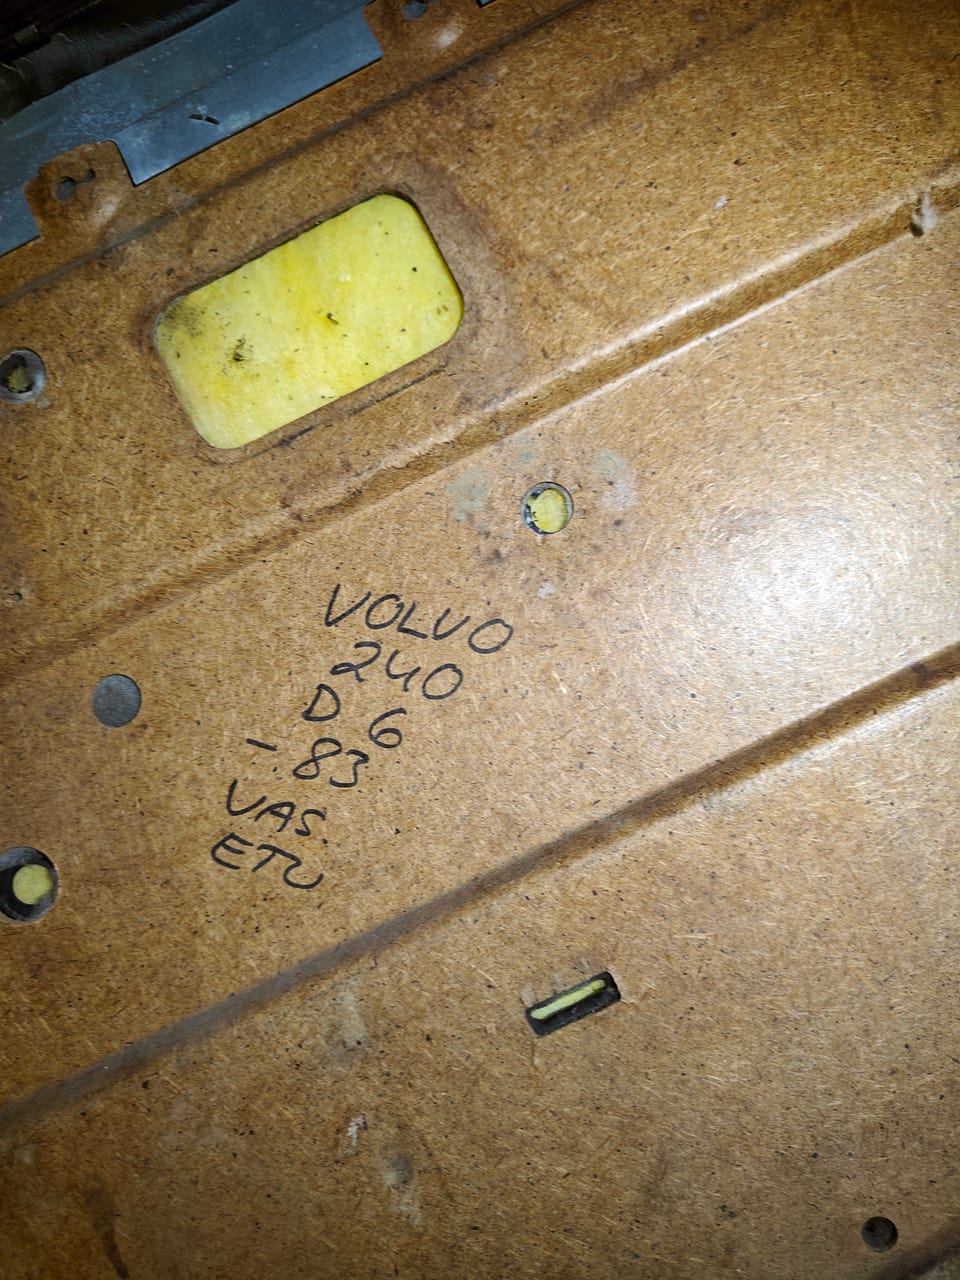 VOLVO
240
D 6
-83
VAS.
ETU